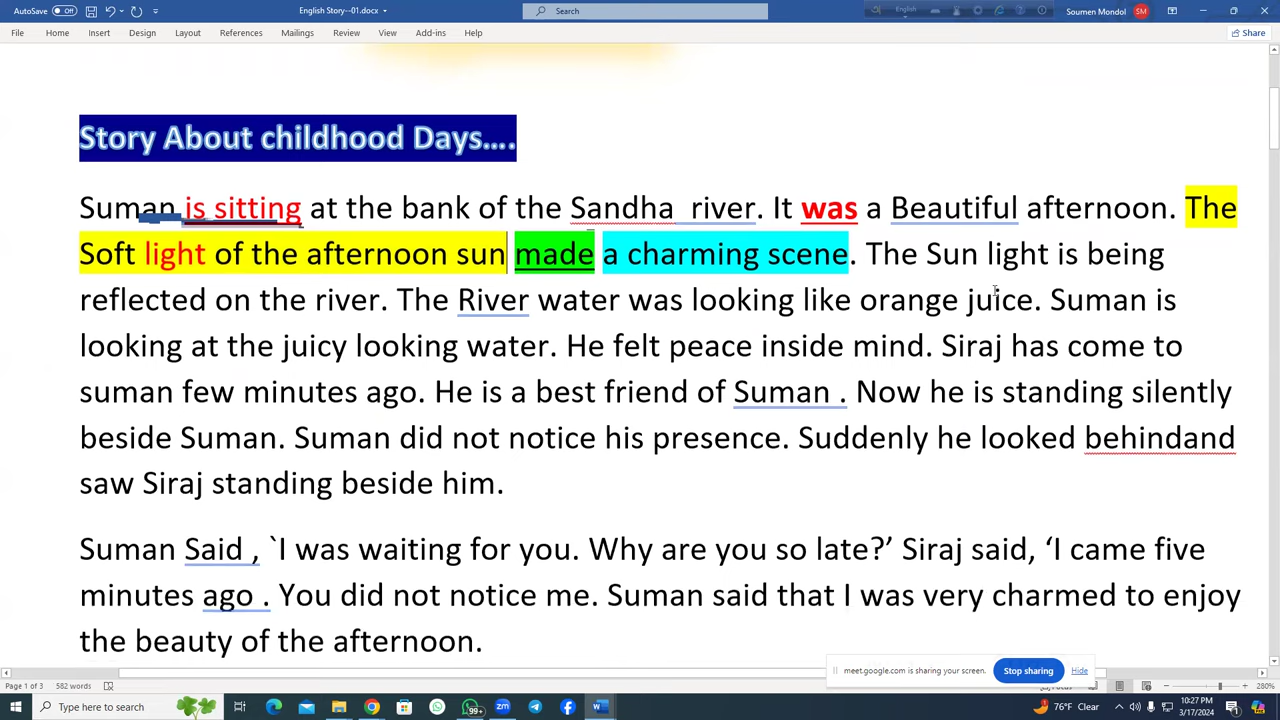 AutoSave Off English Story--01.docx Search English Soumen Mondol SM
File Home Insert Design Layout References Mailings Review View Add-ins Help Share
Story About childhood Days....
Suman is sitting at the bank of the Sandha river. It was a Beautiful afternoon. The
Soft light of the afternoon sun made a charming scene. The Sun light is being
reflected on the river. The River water was looking like orange juice. Suman is
looking at the juicy looking water. He felt peace inside mind. Siraj has come to
suman few minutes ago. He is a best friend of Suman . Now he is standing silently
beside Suman. Suman did not notice his presence. Suddenly he looked behindand
saw Siraj standing beside him.
Suman Said , `I was waiting for you. Why are you so late?’ Siraj said, ‘I came five
minutes ago . You did not notice me. Suman said that I was very charmed to enjoy
the beauty of the afternoon.
meet.google.com is sharing your screen. Stop sharing Hide
Page 1 of 3 582 words Focus 280%
Type here to search 99+ zm W 76°F Clear 10:27 PM
3/17/2024